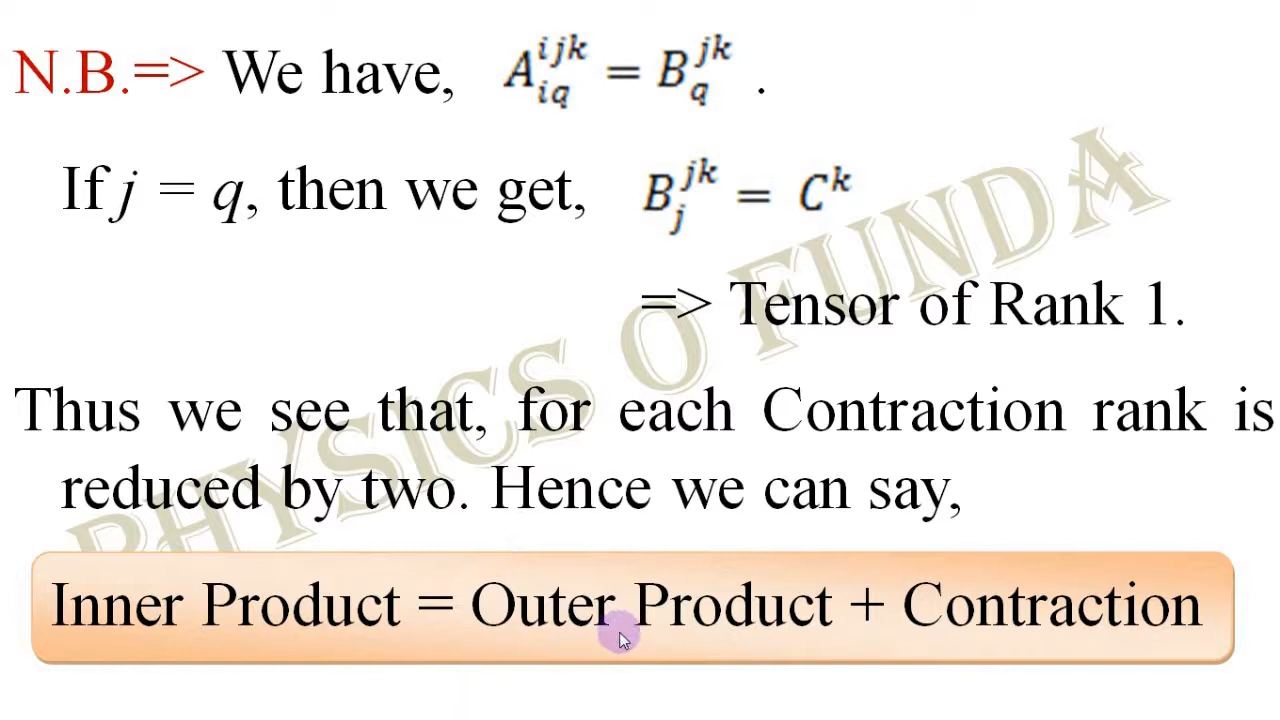 N.B.=> We have, A^{ijk}_{iq} = B^{jk}_{q} .
If j = q, then we get, B^{jk}_{j} = C^{k}
=> Tensor of Rank 1.
Thus we see that, for each Contraction rank is
reduced by two. Hence we can say,
Inner Product = Outer Product + Contraction
PHYSICS O FUNDA